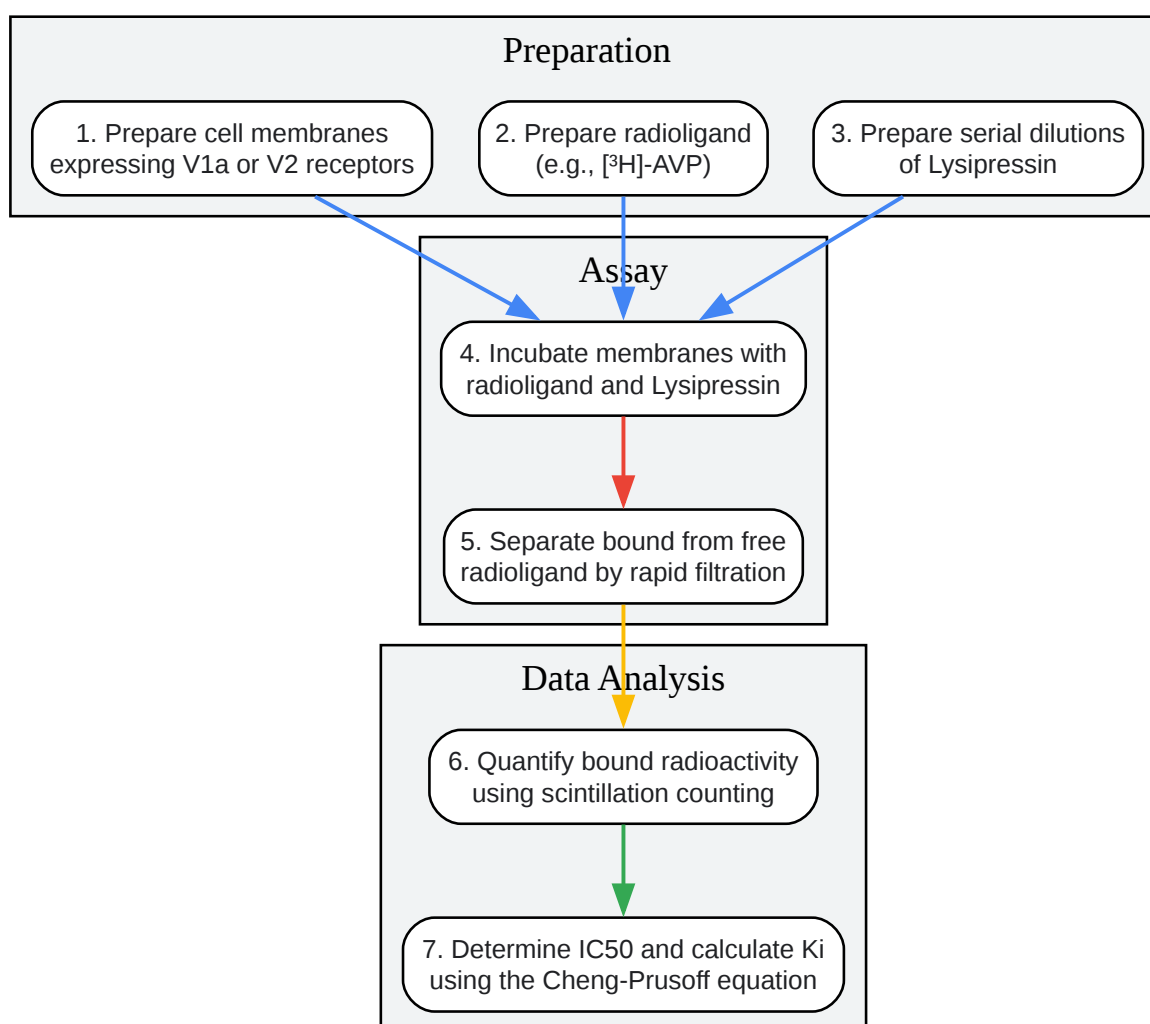 Preparation
1. Prepare cell membranes
expressing V1a or V2 receptors
2. Prepare radioligand
(e.g., [³H]-AVP)
3. Prepare serial dilutions
of Lysipressin
Assay
4. Incubate membranes with
radioligand and Lysipressin
5. Separate bound from free
radioligand by rapid filtration
Data Analysis
6. Quantify bound radioactivity
using scintillation counting
7. Determine IC50 and calculate Ki
using the Cheng-Prusoff equation